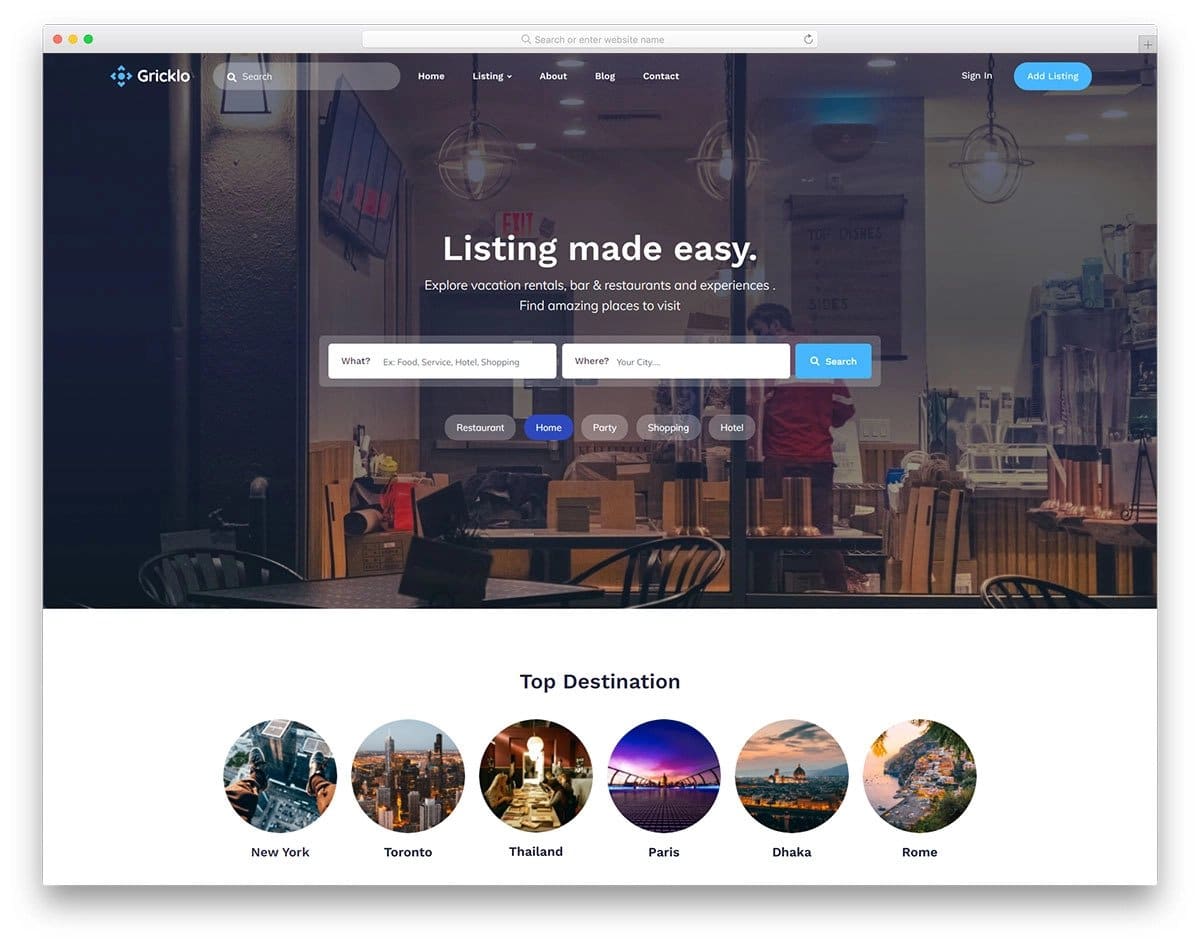 Search or enter website name
Gricklo
Search
Home
Listing
About
Blog
Contact
Sign In
Add Listing
EXIT
TOP DISHES
SIDES
Listing made easy.
Explore vacation rentals, bar & restaurants and experiences .
Find amazing places to visit
What? Ex: Food, Service, Hotel, Shopping
Where? Your City...
Search
Restaurant
Home
Party
Shopping
Hotel
Top Destination
New York
Toronto
Thailand
Paris
Dhaka
Rome